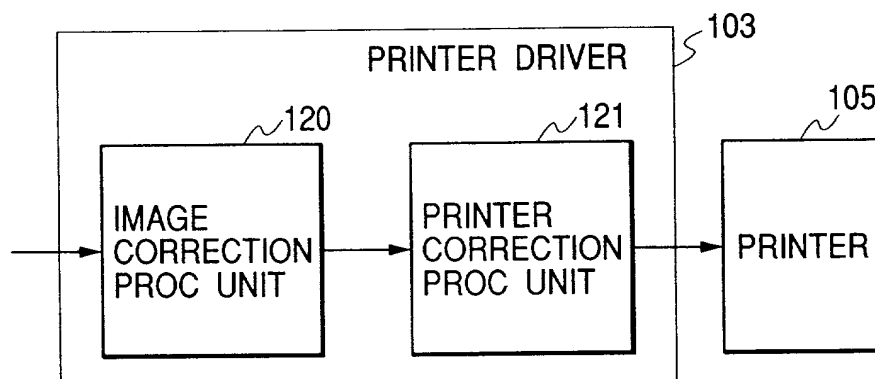 103
PRINTER DRIVER
120
121
105
IMAGE
CORRECTION
PROC UNIT
PRINTER
CORRECTION
PROC UNIT
PRINTER